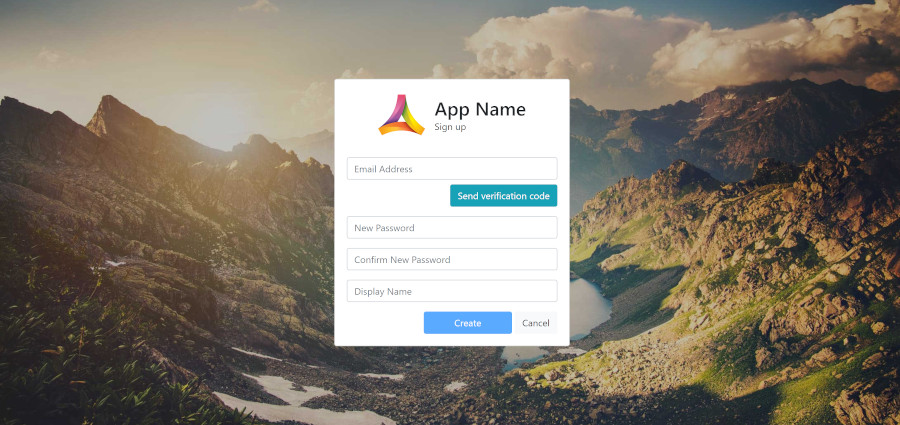 App Name
Sign up
Email Address
Send verification code
New Password
Confirm New Password
Display Name
Create Cancel